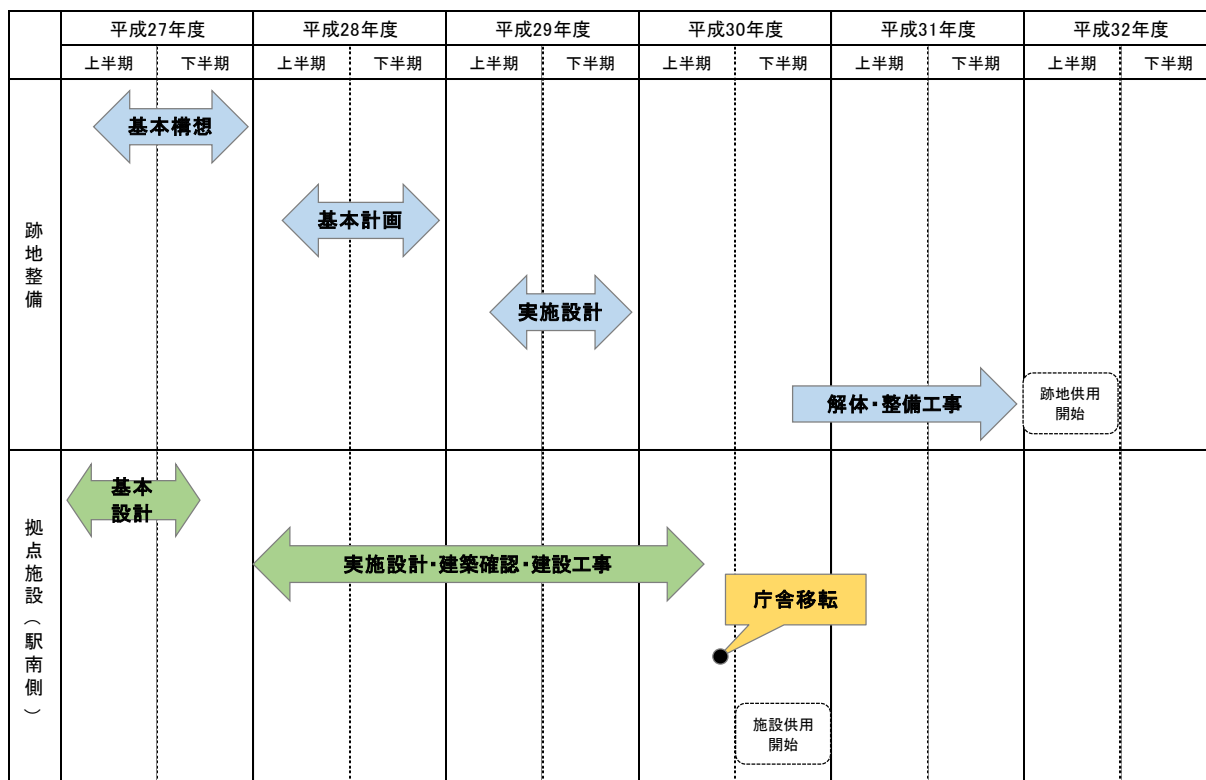 平成27年度 平成28年度 平成29年度 平成30年度 平成31年度 平成32年度
上半期 下半期 上半期 下半期 上半期 下半期 上半期 下半期 上半期 下半期 上半期 下半期
跡地整備
基本構想
基本計画
実施設計
解体・整備工事
跡地供用
開始
拠点施設（駅南側）
基本
設計
実施設計・建築確認・建設工事
庁舎移転
施設供用
開始